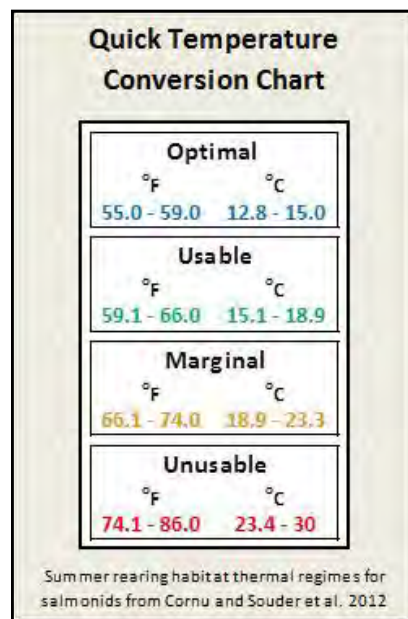 Quick Temperature
Conversion Chart
Optimal
°F °C
55.0 - 59.0 12.8 - 15.0
Usable
°F °C
59.1 - 66.0 15.1 - 18.9
Marginal
°F °C
66.1 - 74.0 18.9 - 23.3
Unusable
°F °C
74.1 - 86.0 23.4 - 30
Summer rearing habitat thermal regimes for
salmonids from Cornu and Souder et al. 2012